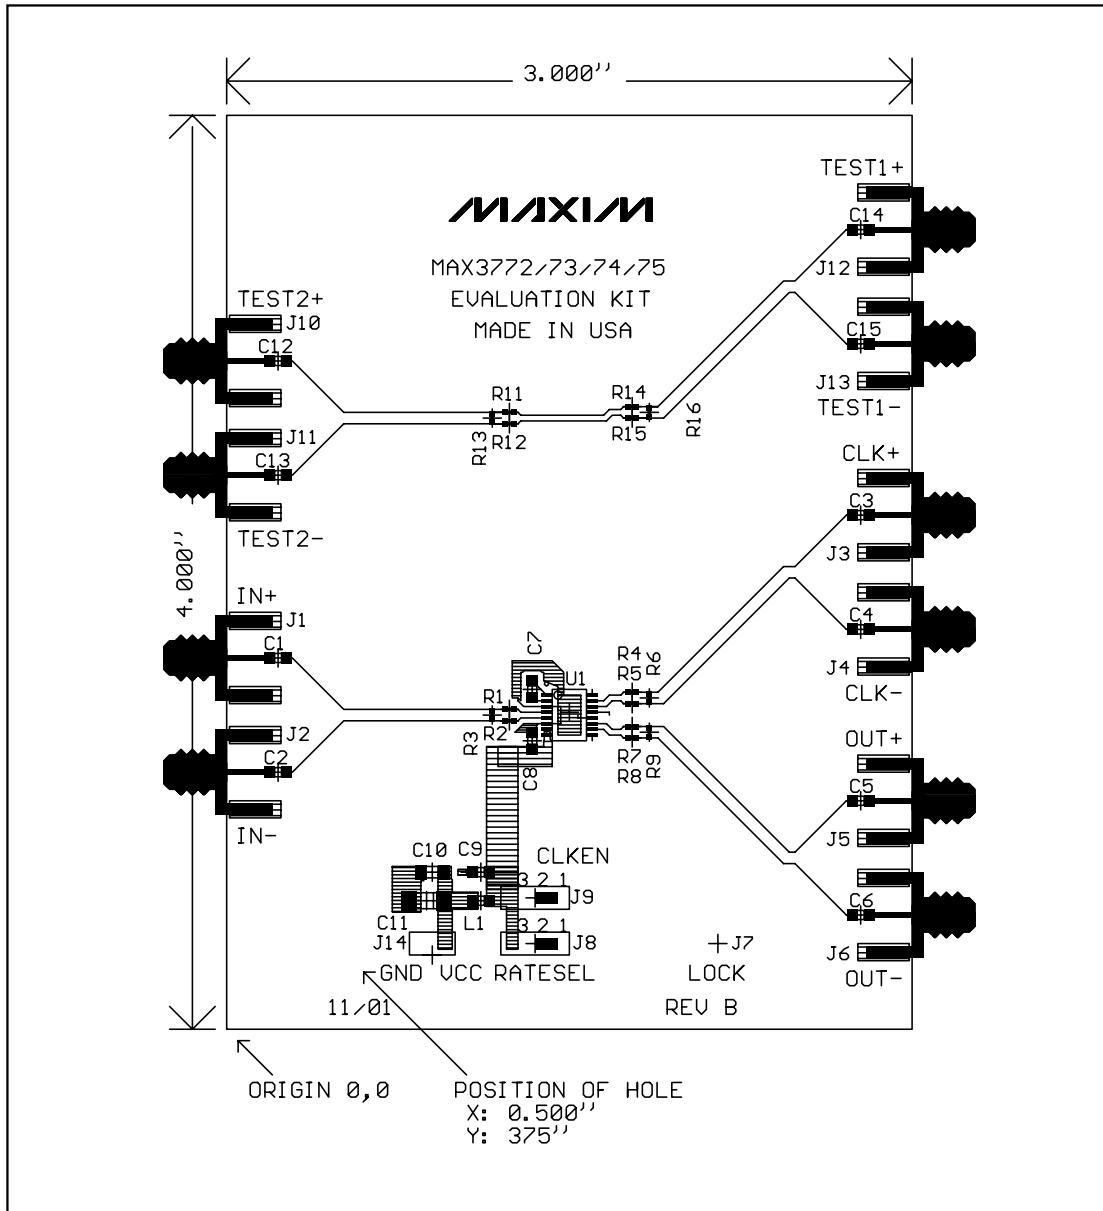 3.000''
TEST1+
C14
MAXIM
J12
MAX3772/73/74/75
EVALUATION KIT
MADE IN USA
TEST2+
J10
C12
C15
J13
TEST1-
R11
R14
R13
R12
R15
R16
J11
C13
TEST2-
CLK+
C3
J3
4.000''
IN+
J1
C1
C4
J4
CLK-
C7
U1
R4
R5
R6
R1
R2
R3
C8
R7
R8
R9
J2
C2
IN-
OUT+
C5
J5
C10
C9
CLKEN
3 2 1
J9
C11
L1
3 2 1
J14
J8
J7
C6
J6
GND VCC RATESEL
LOCK
OUT-
11/01
REV B
ORIGIN 0,0
POSITION OF HOLE
X: 0.500''
Y: 375''